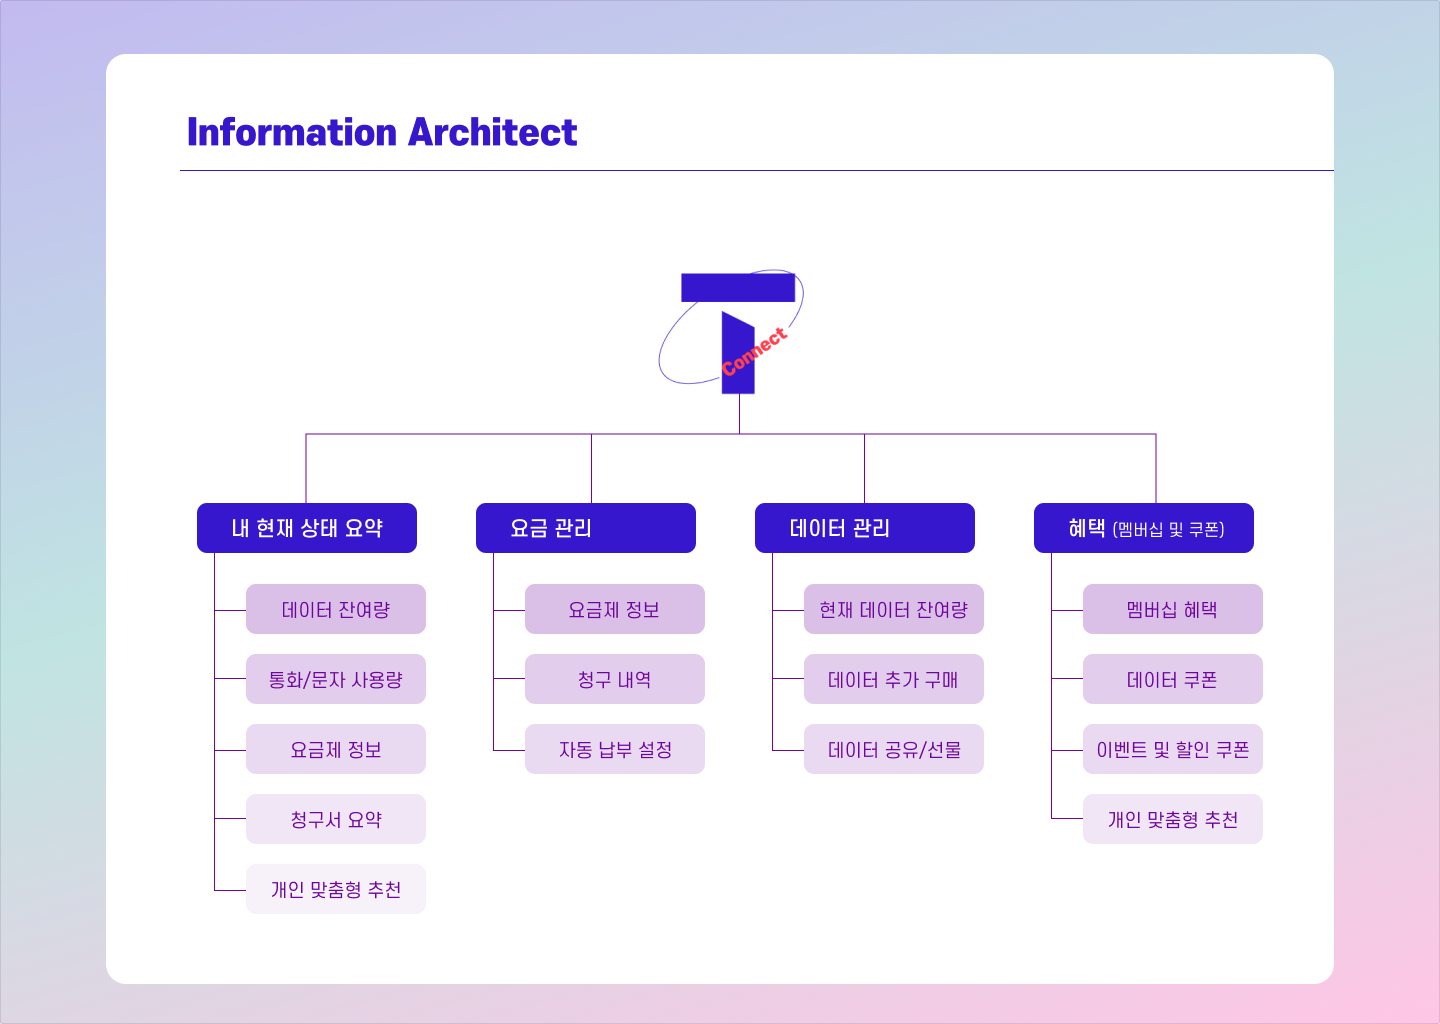 Information Architect
Connect
내 현재 상태 요약
데이터 잔여량
통화/문자 사용량
요금제 정보
청구서 요약
개인 맞춤형 추천
요금 관리
요금제 정보
청구 내역
자동 납부 설정
데이터 관리
현재 데이터 잔여량
데이터 추가 구매
데이터 공유/선물
혜택 (멤버십 및 쿠폰)
멤버십 혜택
데이터 쿠폰
이벤트 및 할인 쿠폰
개인 맞춤형 추천